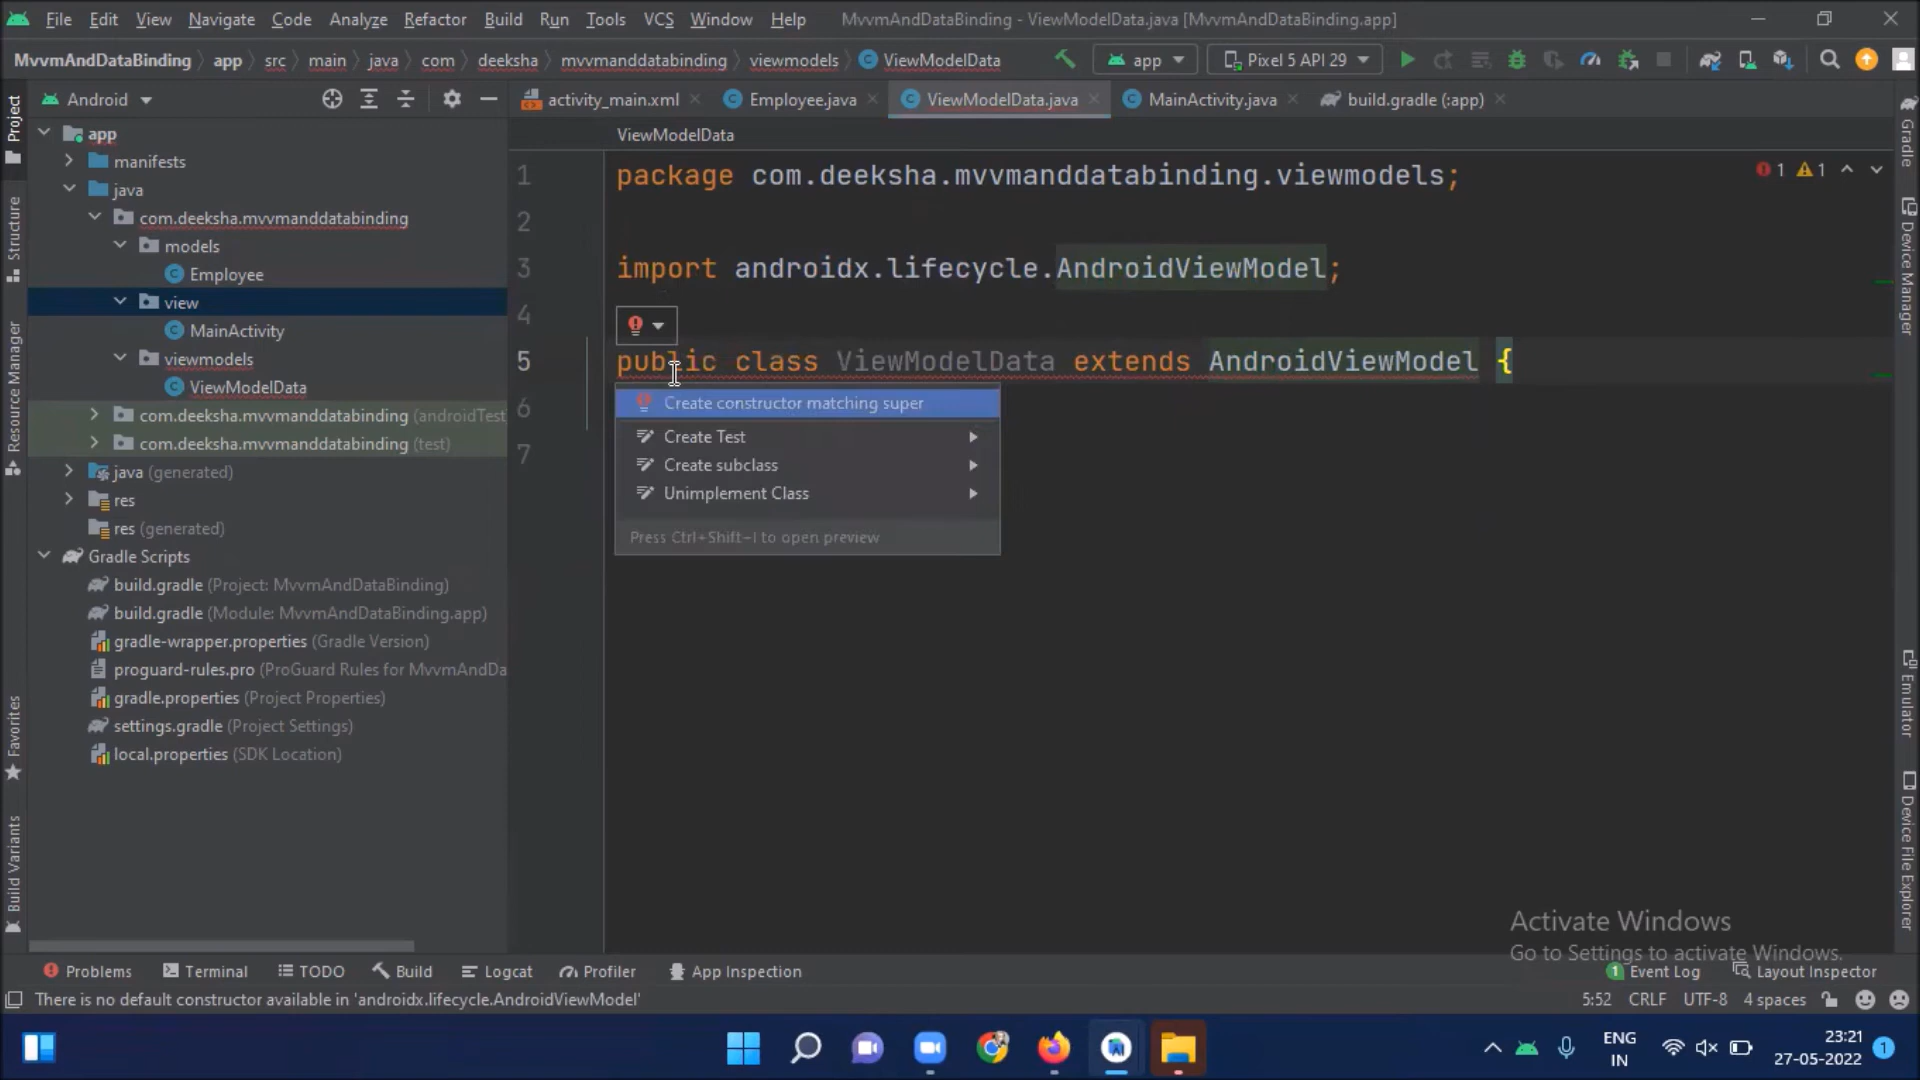 File Edit View Navigate Code Analyze Refactor Build Run Tools VCS Window Help MvvmAndDataBinding - ViewModelData.java [MvvmAndDataBinding.app]
MvvmAndDataBinding app src main java com deeksha mvvmanddatabinding viewmodels ViewModelData app Pixel 5 API 29
Project
Android
activity_main.xml Employee.java ViewModelData.java MainActivity.java build.gradle (:app)
app
manifests
java
com.deeksha.mvvmanddatabinding
models
Employee
view
MainActivity
viewmodels
ViewModelData
com.deeksha.mvvmanddatabinding (androidTest
com.deeksha.mvvmanddatabinding (test)
java (generated)
res
res (generated)
Gradle Scripts
build.gradle (Project: MvvmAndDataBinding)
build.gradle (Module: MvvmAndDataBinding.app)
gradle-wrapper.properties (Gradle Version)
proguard-rules.pro (ProGuard Rules for MvvmAndDa
gradle.properties (Project Properties)
settings.gradle (Project Settings)
local.properties (SDK Location)
Structure
Resource Manager
Favorites
Build Variants
ViewModelData
1 package com.deeksha.mvvmanddatabinding.viewmodels;
1 1
2
3 import androidx.lifecycle.AndroidViewModel;
4
5 public class ViewModelData extends AndroidViewModel {
6
7
Create constructor matching super
Create Test
Create subclass
Unimplement Class
Press Ctrl+Shift+I to open preview
Gradle
Device Manager
Emulator
Device File Explorer
Activate Windows
Go to Settings to activate Windows.
Problems Terminal TODO Build Logcat Profiler App Inspection 1 Event Log Layout Inspector
There is no default constructor available in 'androidx.lifecycle.AndroidViewModel' 5:52 CRLF UTF-8 4 spaces
ENG
IN
23:21
27-05-2022
1